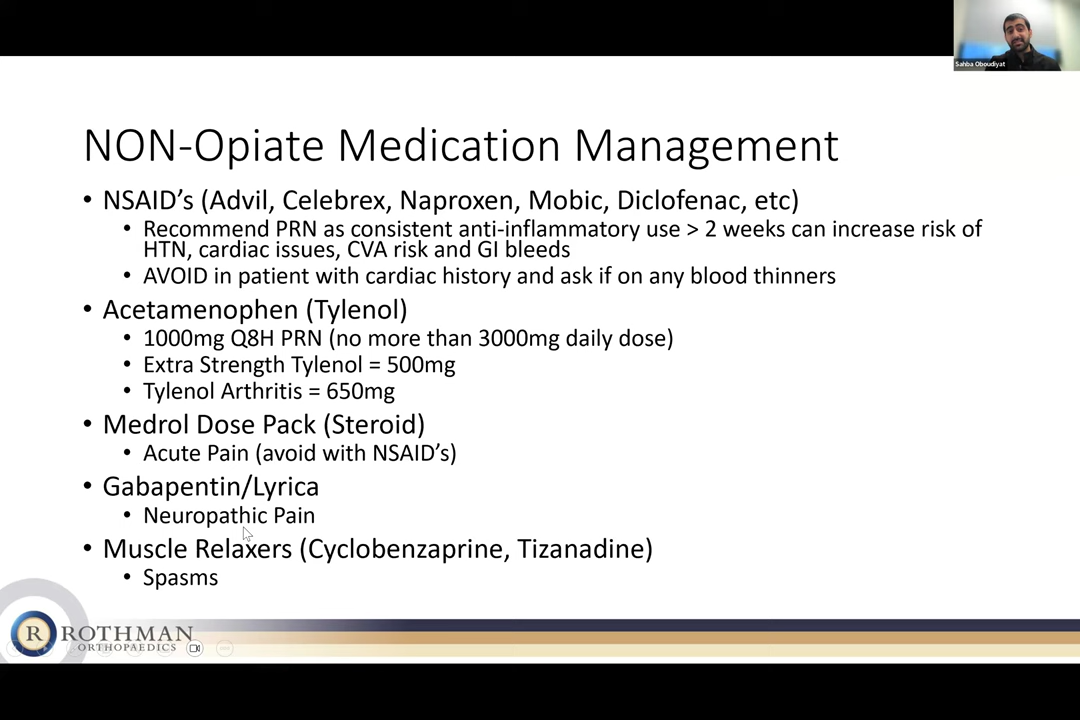 Sahba Oboudiyat
NON-Opiate Medication Management
• NSAID's (Advil, Celebrex, Naproxen, Mobic, Diclofenac, etc)
• Recommend PRN as consistent anti-inflammatory use > 2 weeks can increase risk of
HTN, cardiac issues, CVA risk and GI bleeds
• AVOID in patient with cardiac history and ask if on any blood thinners
• Acetamenophen (Tylenol)
• 1000mg Q8H PRN (no more than 3000mg daily dose)
• Extra Strength Tylenol = 500mg
• Tylenol Arthritis = 650mg
• Medrol Dose Pack (Steroid)
• Acute Pain (avoid with NSAID's)
• Gabapentin/Lyrica
• Neuropathic Pain
• Muscle Relaxers (Cyclobenzaprine, Tizanadine)
• Spasms
R ROTHMAN
ORTHOPAEDICS